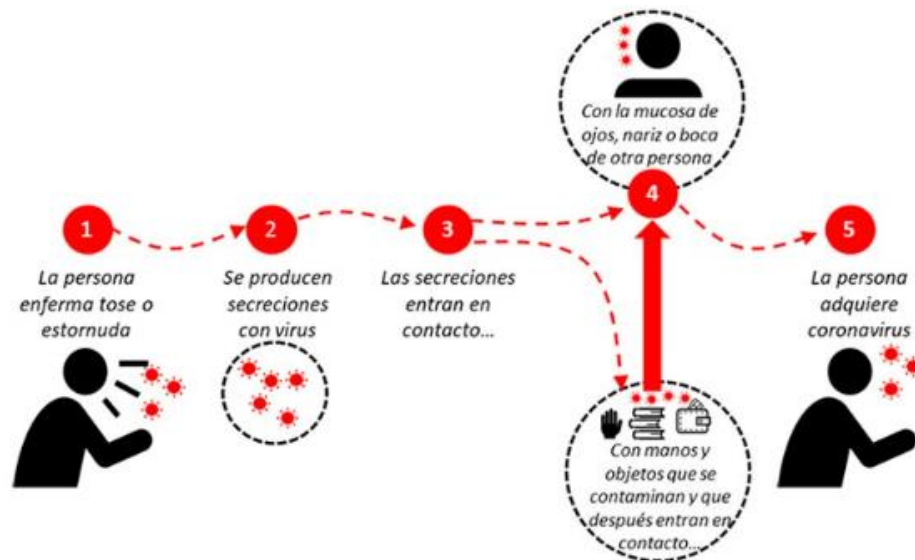 1
La persona
enferma tose o
estornuda
2
Se producen
secreciones
con virus
3
Las secreciones
entran en
contacto...
Con la mucosa de
ojos, nariz o boca
de otra persona
4
Con manos y
objetos que se
contaminan y que
después entran en
contacto...
5
La persona
adquiere
coronavirus